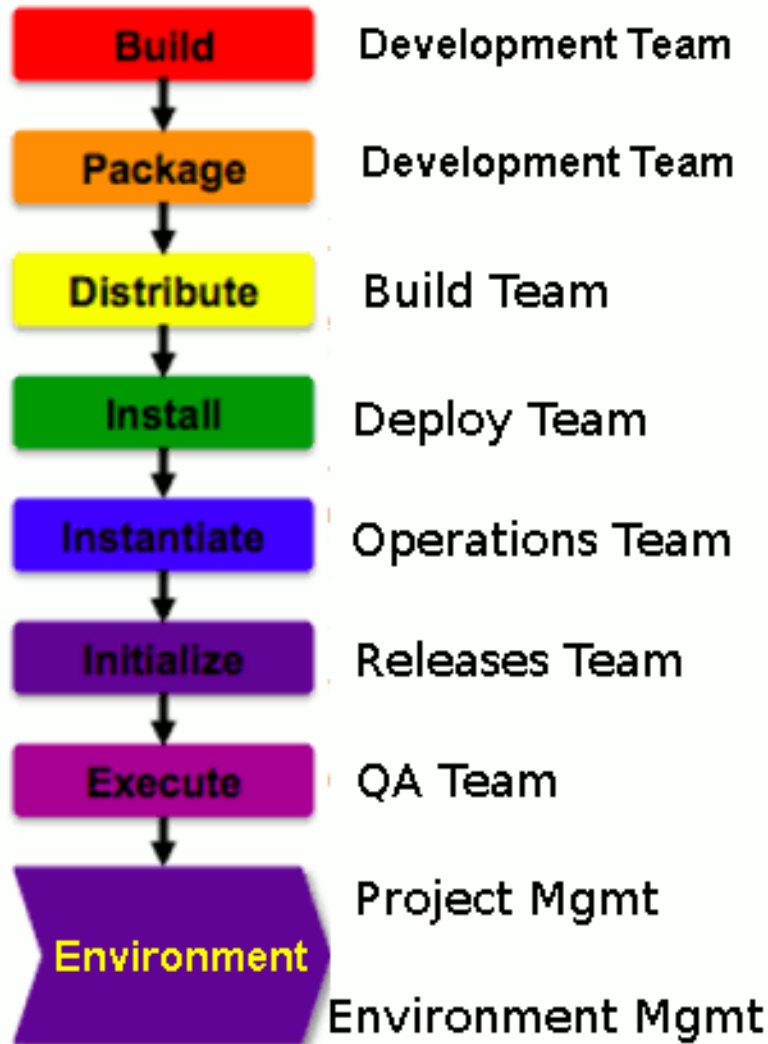 Build
Development Team
Package
Development Team
Distribute
Build Team
Install
Deploy Team
Instantiate
Operations Team
Initialize
Releases Team
Execute
QA Team
Project Mgmt
Environment
Environment Mgmt